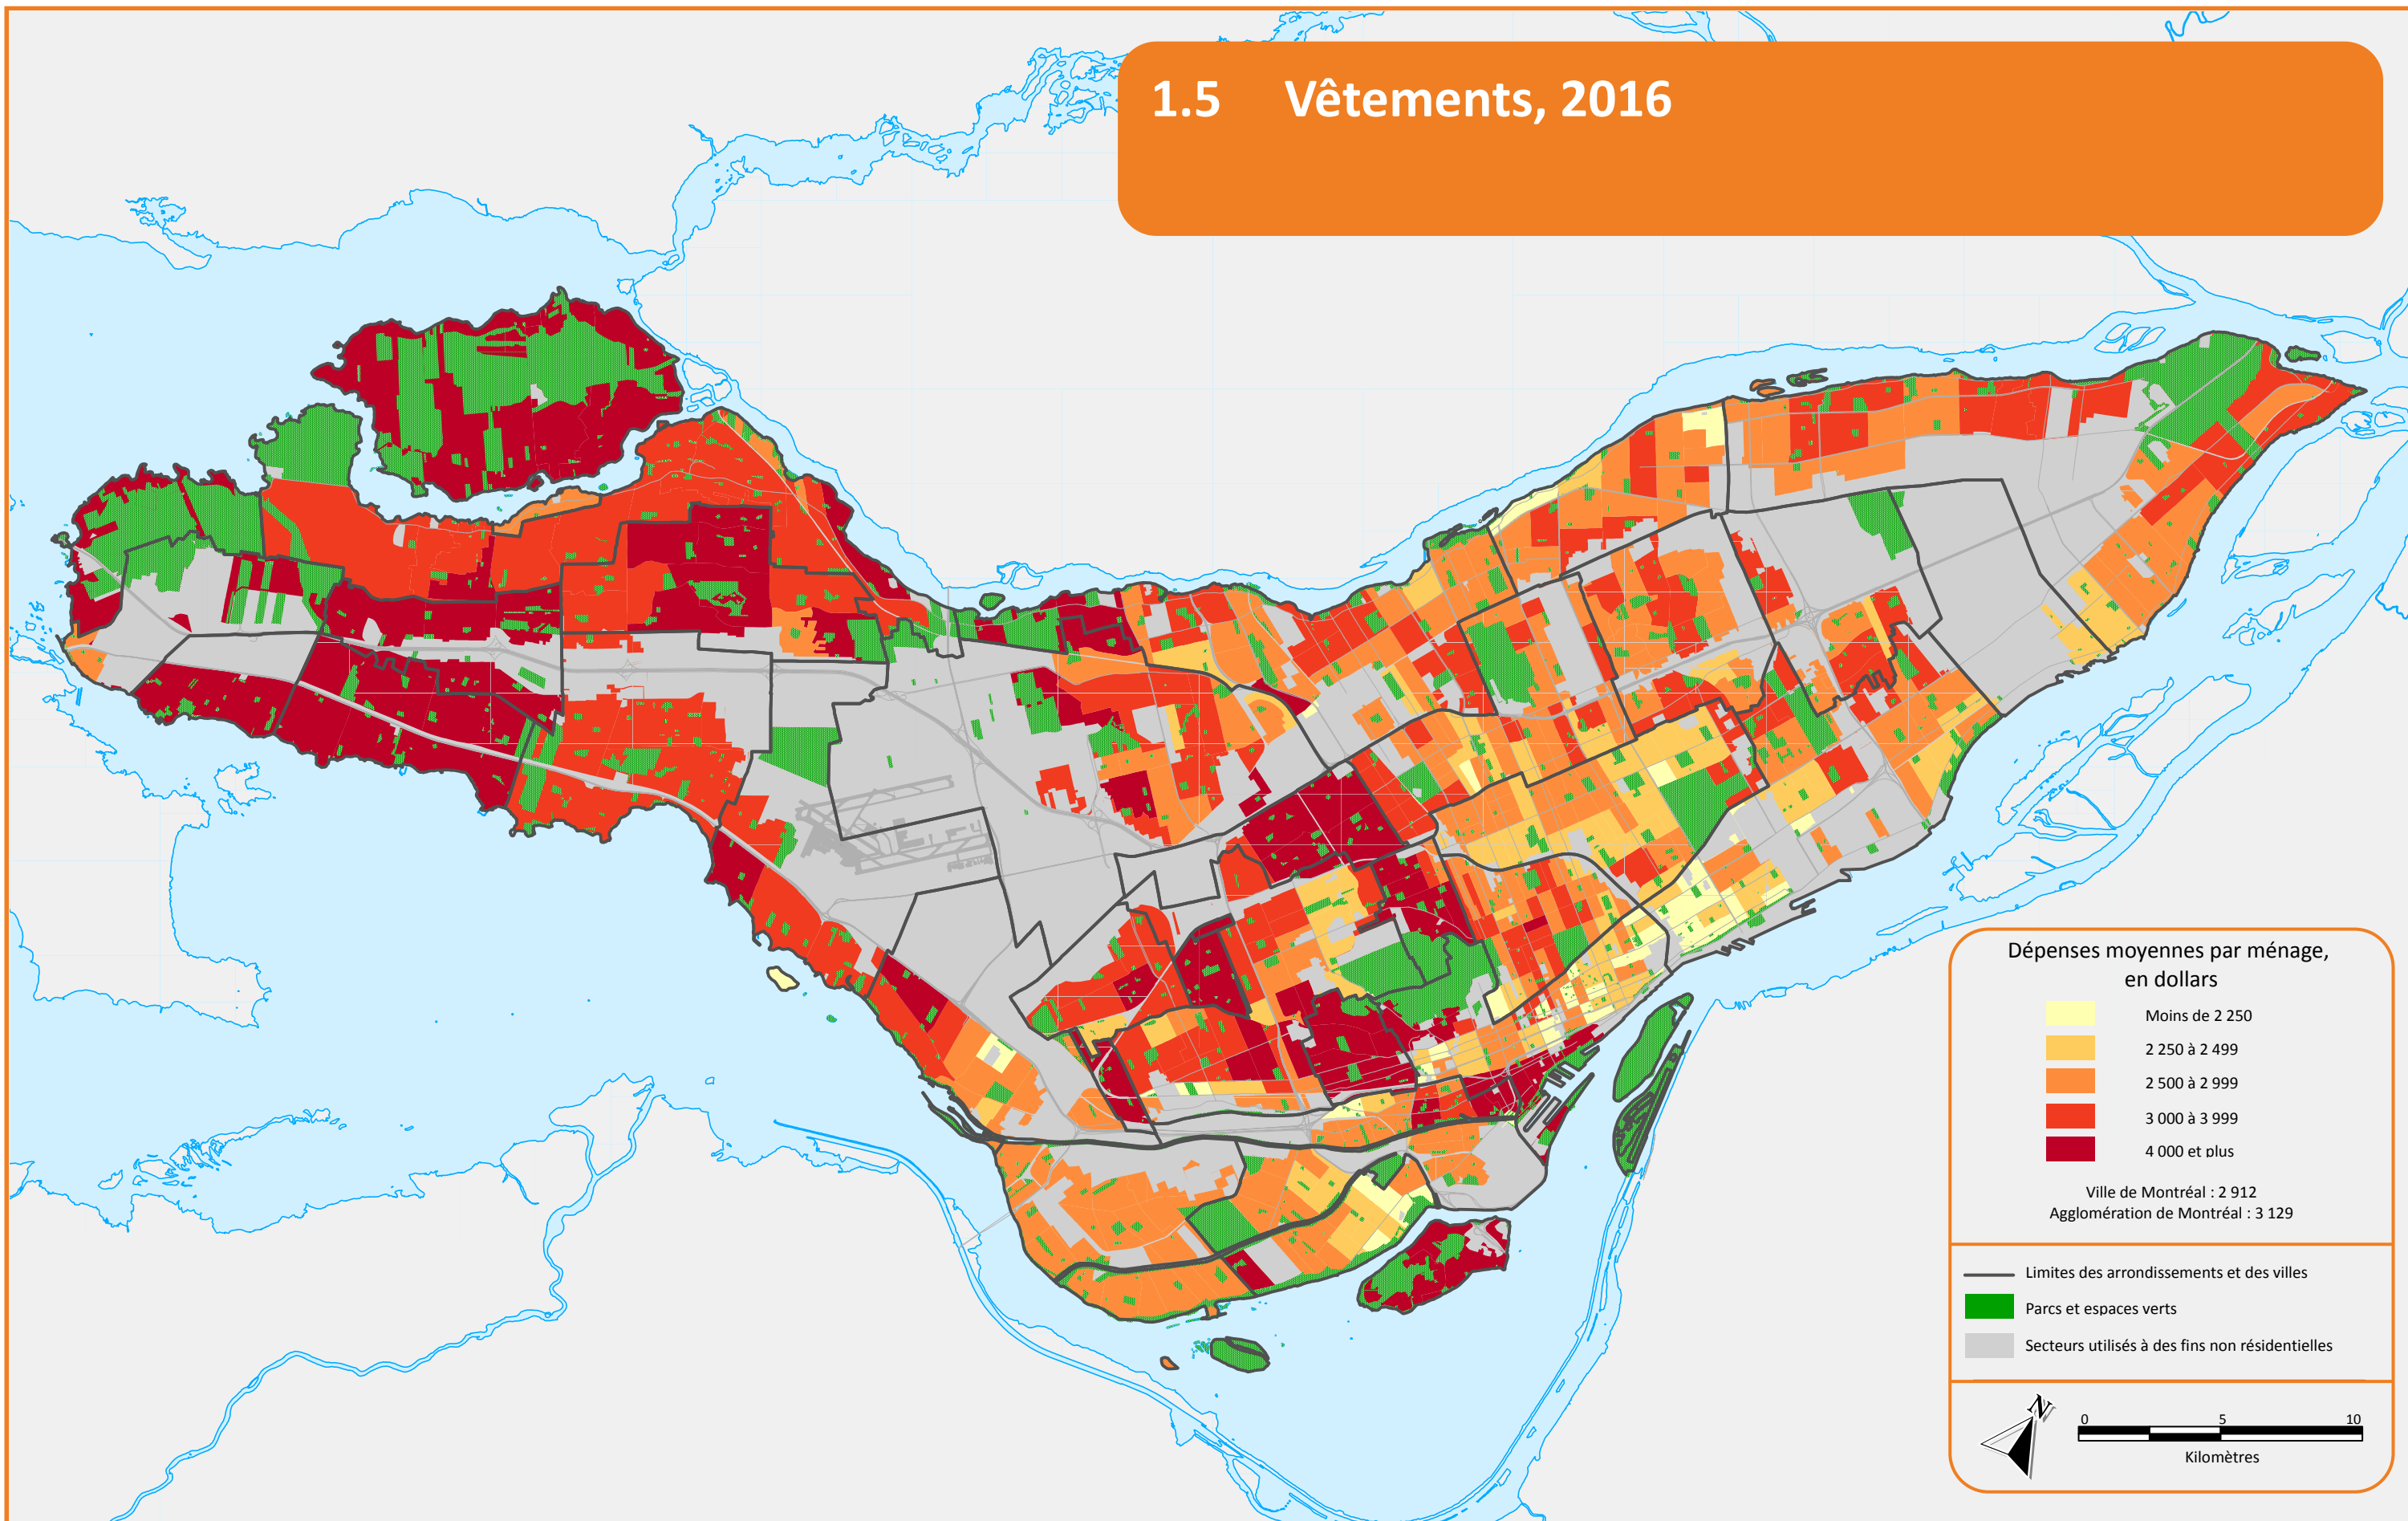 1.5 Vêtements, 2016
Dépenses moyennes par ménage,
en dollars
Moins de 2 250
2 250 à 2 499
2 500 à 2 999
3 000 à 3 999
4 000 et plus
Ville de Montréal : 2 912
Agglomération de Montréal : 3 129
Limites des arrondissements et des villes
Parcs et espaces verts
Secteurs utilisés à des fins non résidentielles
N
0 5 10
Kilomètres